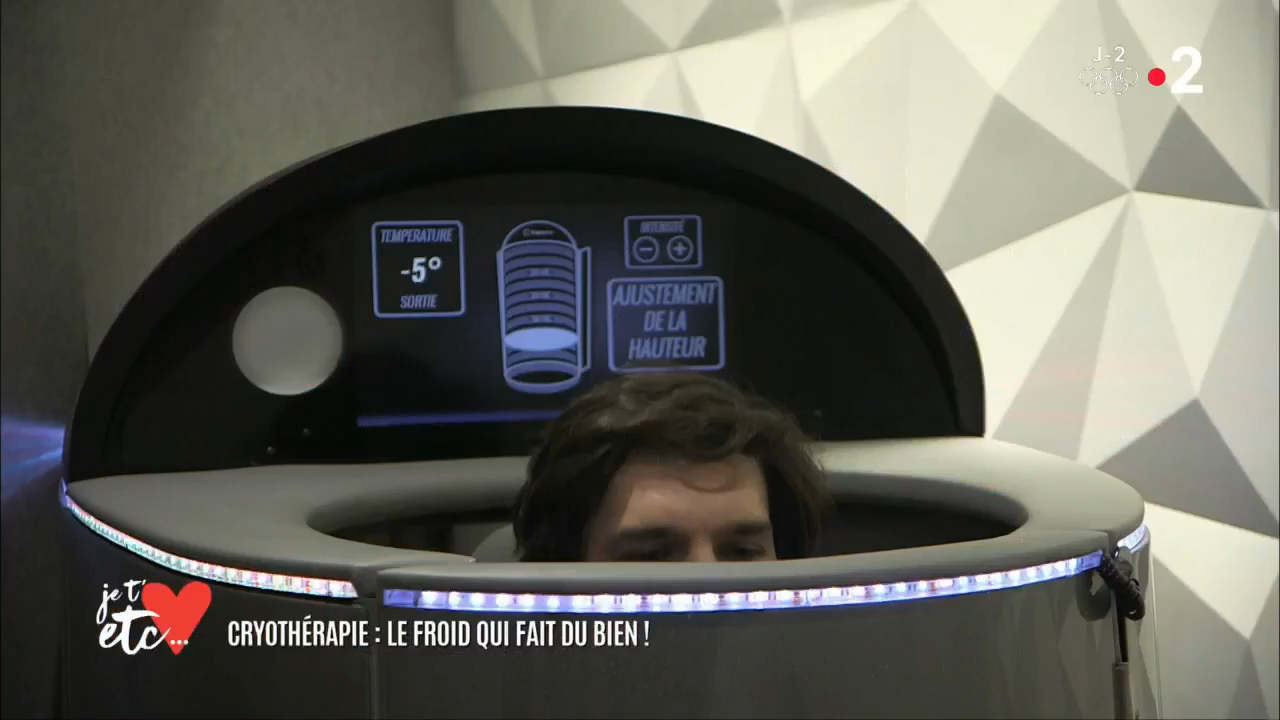 J-2
2
TEMPERATURE
-5°
SORTIE
INTENSITÉ
AJUSTEMENT
DE LA
HAUTEUR
je t'
etc...
CRYOTHÉRAPIE : LE FROID QUI FAIT DU BIEN !